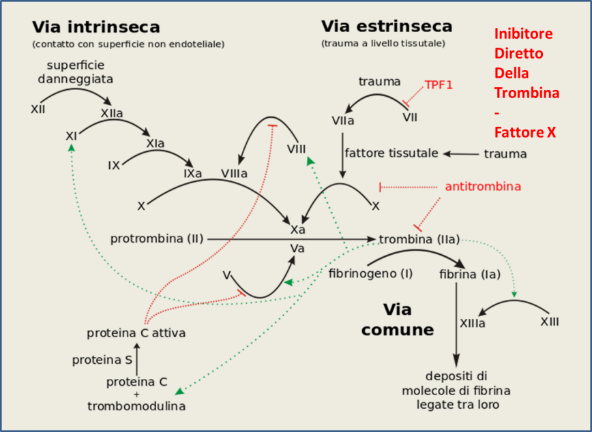 Via intrinseca
(contatto con superficie non endoteliale)
superficie
danneggiata
XII
XIIa
XI
XIa
IX
IXa
VIIIa
VIII
X
Via estrinseca
(trauma a livello tissutale)
trauma
TPF1
VIIa
VII
fattore tissutale
trauma
X
antitrombina
Inibitore
Diretto
Della
Trombina
-
Fattore X
Xa
protrombina (II)
Va
trombina (IIa)
V
fibrinogeno (I)
fibrina (Ia)
Via
comune
XIIIa
XIII
proteina C attiva
proteina S
proteina C
+
trombomodulina
depositi di
molecole di fibrina
legate tra loro